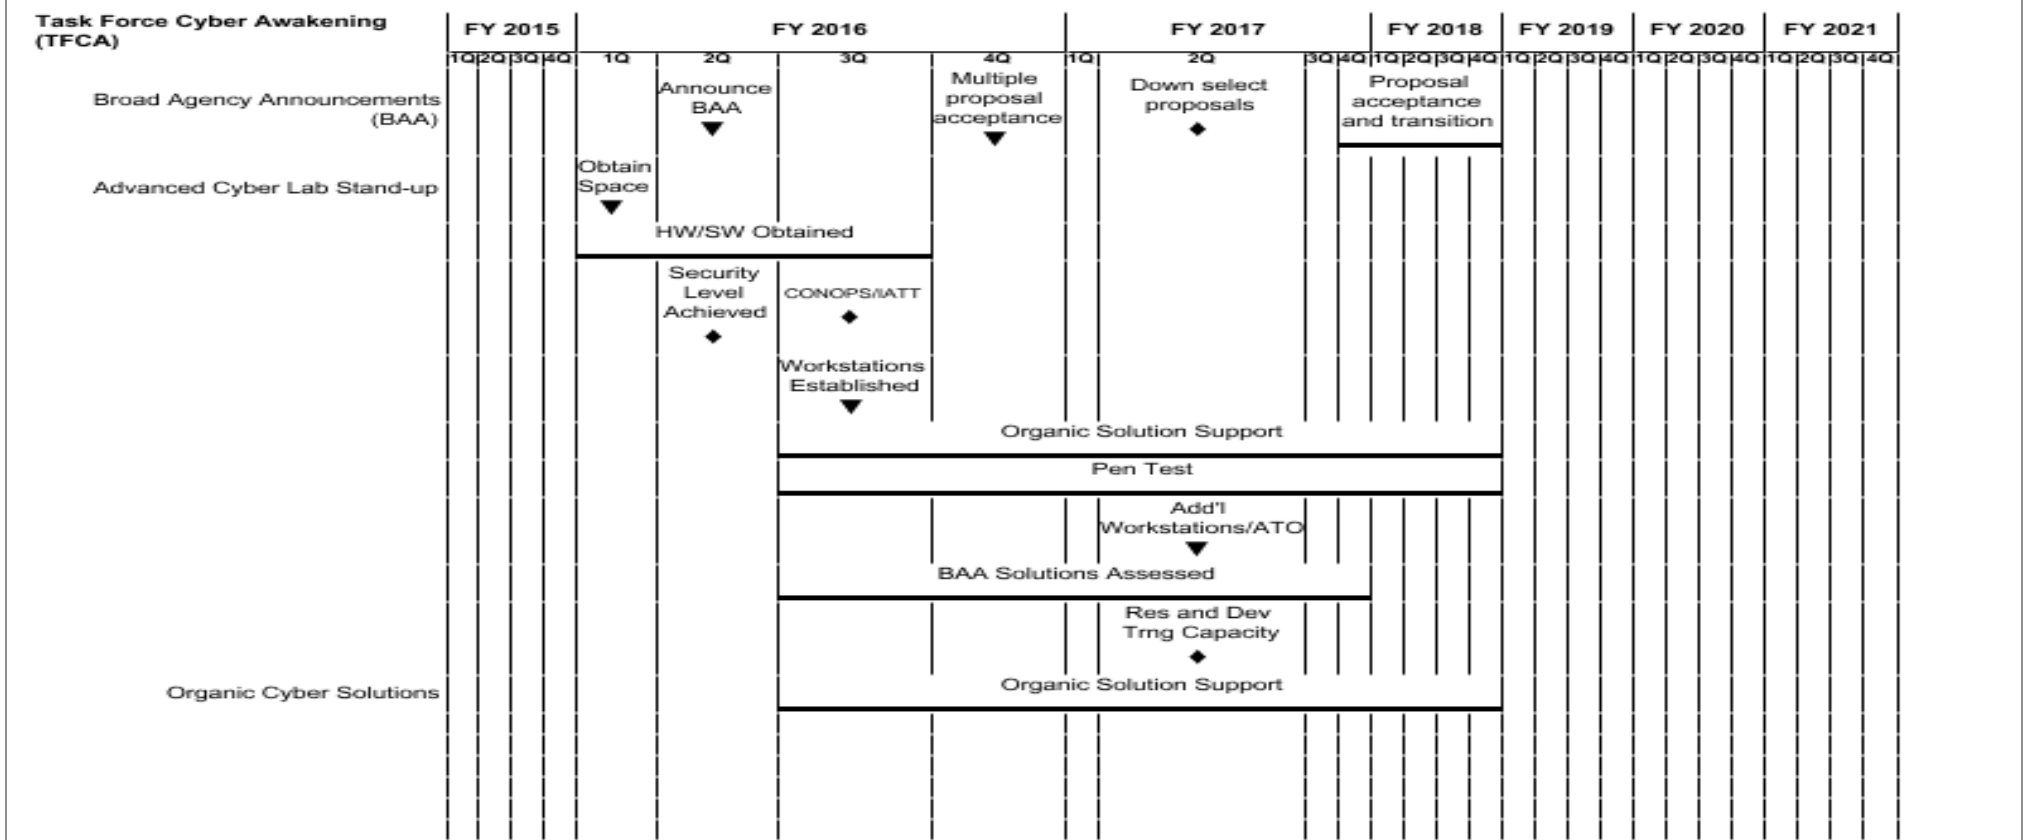 Task Force Cyber Awakening
(TFCA)
FY 2015 FY 2016 FY 2017 FY 2018 FY 2019 FY 2020 FY 2021
1Q 2Q 3Q 4Q 1Q 2Q 3Q 4Q 1Q 2Q 3Q 4Q 1Q 2Q 3Q 4Q 1Q 2Q 3Q 4Q 1Q 2Q 3Q 4Q 1Q 2Q 3Q 4Q
Broad Agency Announcements
(BAA)
Announce
BAA
Multiple
proposal
acceptance
Down select
proposals
Proposal
acceptance
and transition
Advanced Cyber Lab Stand-up
Obtain
Space
HW/SW Obtained
Security
Level
Achieved
CONOPS/IATT
Workstations
Established
Organic Solution Support
Pen Test
Add'l
Workstations/ATO
BAA Solutions Assessed
Res and Dev
Trng Capacity
Organic Cyber Solutions
Organic Solution Support